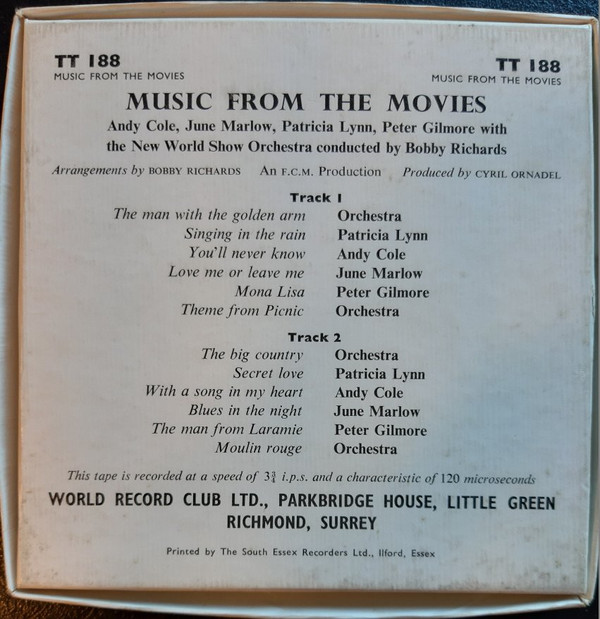 TT 188 TT 188
MUSIC FROM THE MOVIES MUSIC FROM THE MOVIES
MUSIC FROM THE MOVIES
Andy Cole, June Marlow, Patricia Lynn, Peter Gilmore with
the New World Show Orchestra conducted by Bobby Richards
Arrangements by BOBBY RICHARDS An F.C.M. Production Produced by CYRIL ORNADEL
Track 1
The man with the golden arm Orchestra
Singing in the rain Patricia Lynn
You'll never know Andy Cole
Love me or leave me June Marlow
Mona Lisa Peter Gilmore
Theme from Picnic Orchestra
Track 2
The big country Orchestra
Secret love Patricia Lynn
With a song in my heart Andy Cole
Blues in the night June Marlow
The man from Laramie Peter Gilmore
Moulin rouge Orchestra
This tape is recorded at a speed of 3¾ i.p.s. and a characteristic of 120 microseconds
WORLD RECORD CLUB LTD., PARKBRIDGE HOUSE, LITTLE GREEN
RICHMOND, SURREY
Printed by The South Essex Recorders Ltd., Ilford, Essex